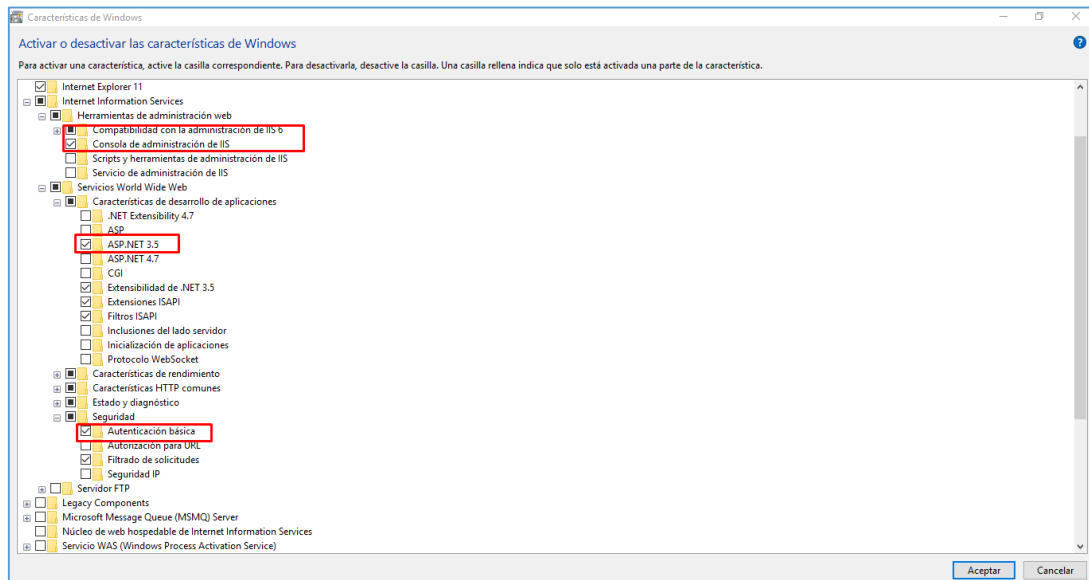 Características de Windows
Activar o desactivar las características de Windows
Para activar una característica, active la casilla correspondiente. Para desactivarla, desactive la casilla. Una casilla rellena indica que solo está activada una parte de la característica.
Internet Explorer 11
Internet Information Services
Herramientas de administración web
Compatibilidad con la administración de IIS 6
Consola de administración de IIS
Scripts y herramientas de administración de IIS
Servicio de administración de IIS
Servicios World Wide Web
Características de desarrollo de aplicaciones
.NET Extensibility 4.7
ASP
ASP.NET 3.5
ASP.NET 4.7
CGI
Extensibilidad de .NET 3.5
Extensiones ISAPI
Filtros ISAPI
Inclusiones del lado servidor
Inicialización de aplicaciones
Protocolo WebSocket
Características de rendimiento
Características HTTP comunes
Estado y diagnóstico
Seguridad
Autenticación básica
Autorización para URL
Filtrado de solicitudes
Seguridad IP
Servidor FTP
Legacy Components
Microsoft Message Queue (MSMQ) Server
Núcleo de web hospedable de Internet Information Services
Servicio WAS (Windows Process Activation Service)
Aceptar Cancelar